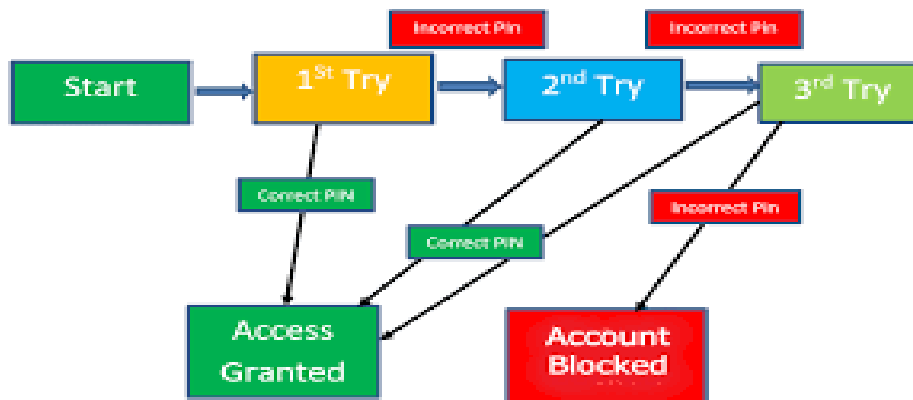 Incorrect Pin
Incorrect Pin
Start
1St Try
2nd Try
3rd Try
Correct PIN
Incorrect Pin
Correct PIN
Access
Granted
Account
Blocked